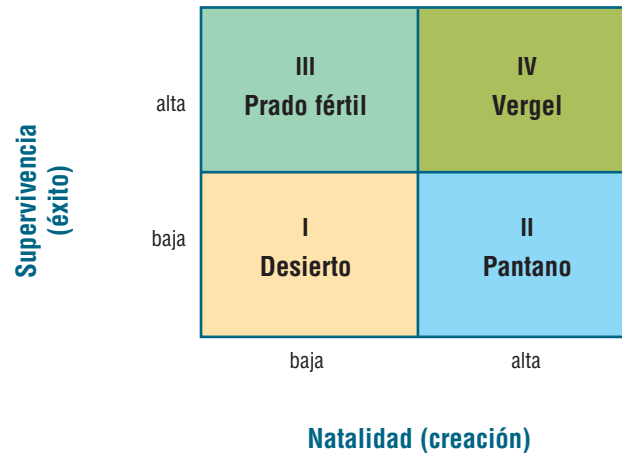 III
Prado fértil
IV
Vergel
alta
Supervivencia
(éxito)
baja
I
Desierto
II
Pantano
baja
alta
Natalidad (creación)